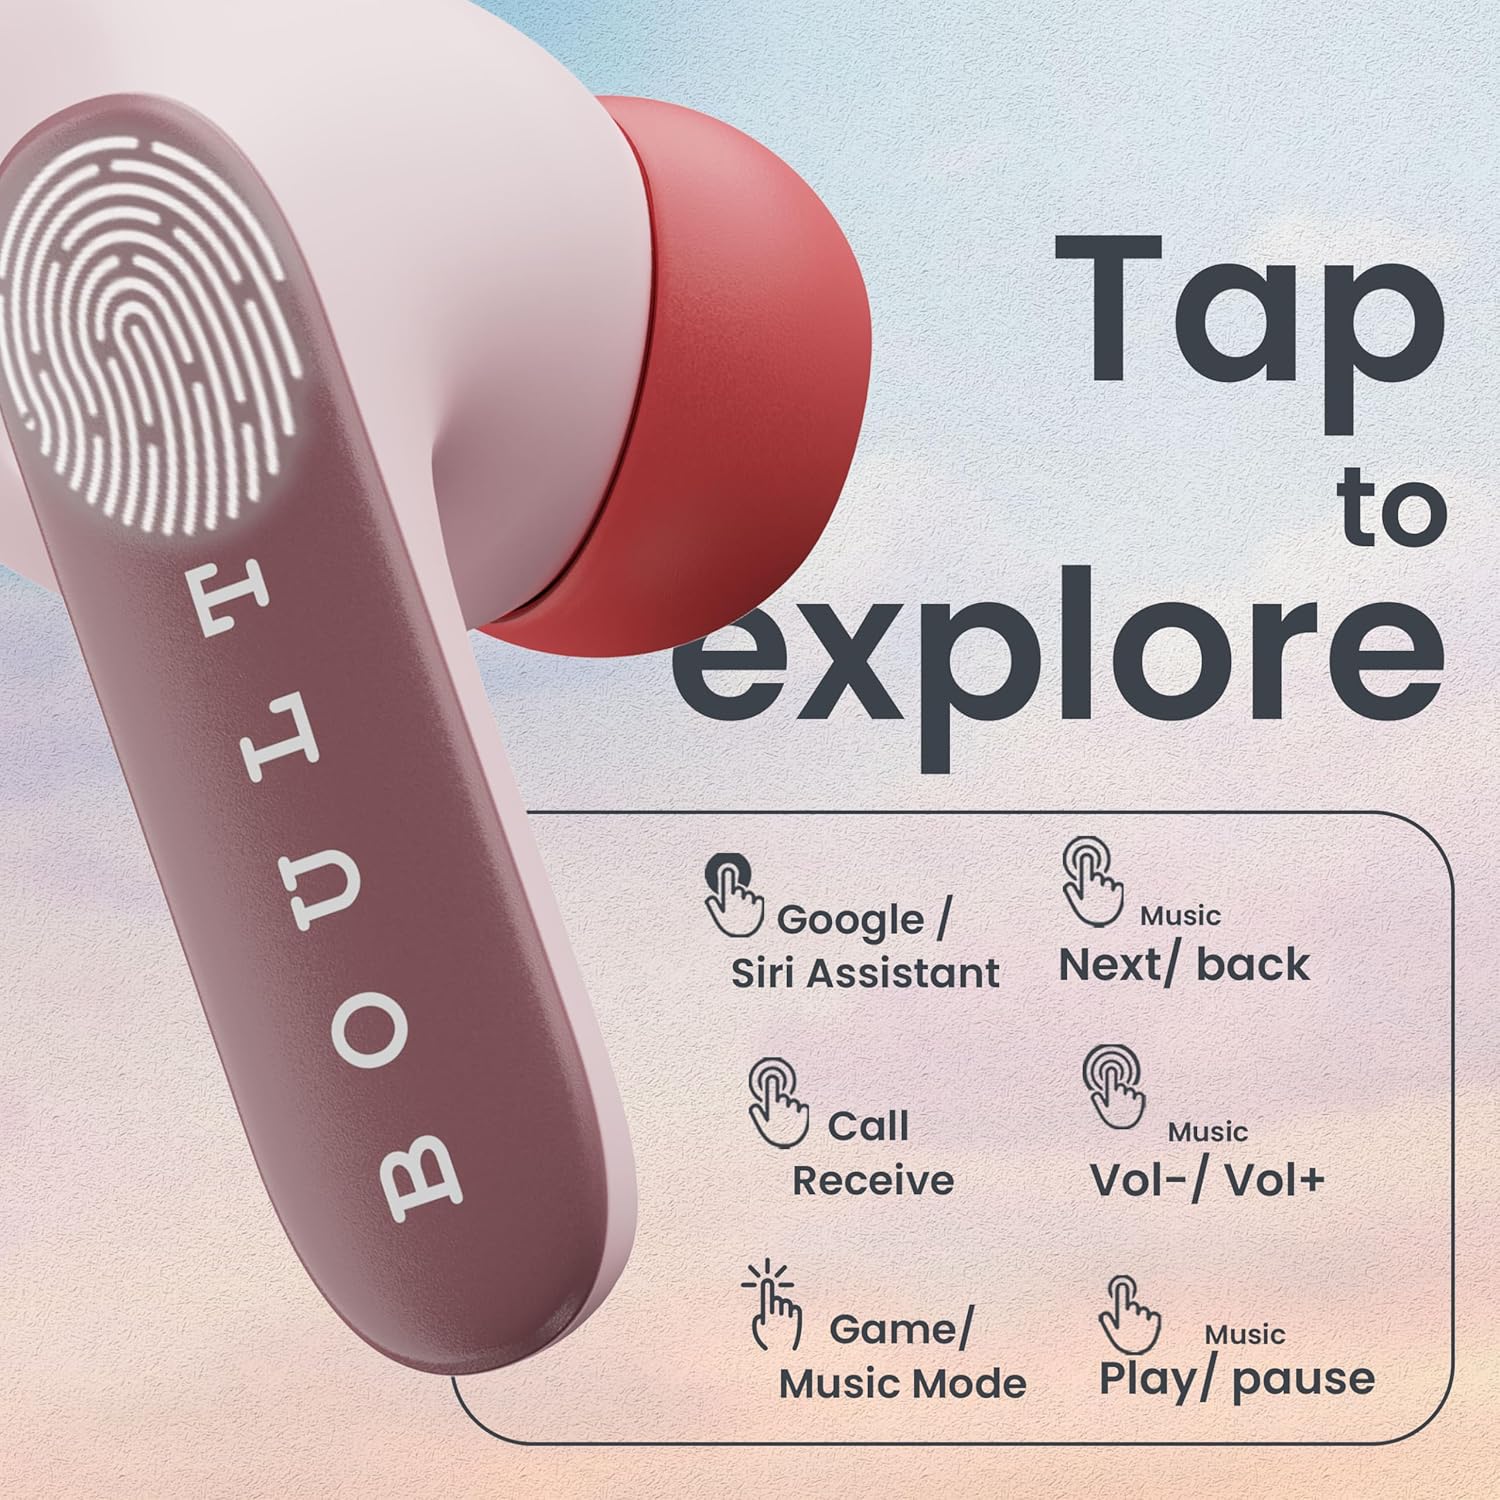 BOULT
Tap
to
explore
Google /
Siri Assistant
Music
Next/ back
Call
Receive
Music
Vol-/ Vol+
Game/
Music Mode
Music
Play/ pause